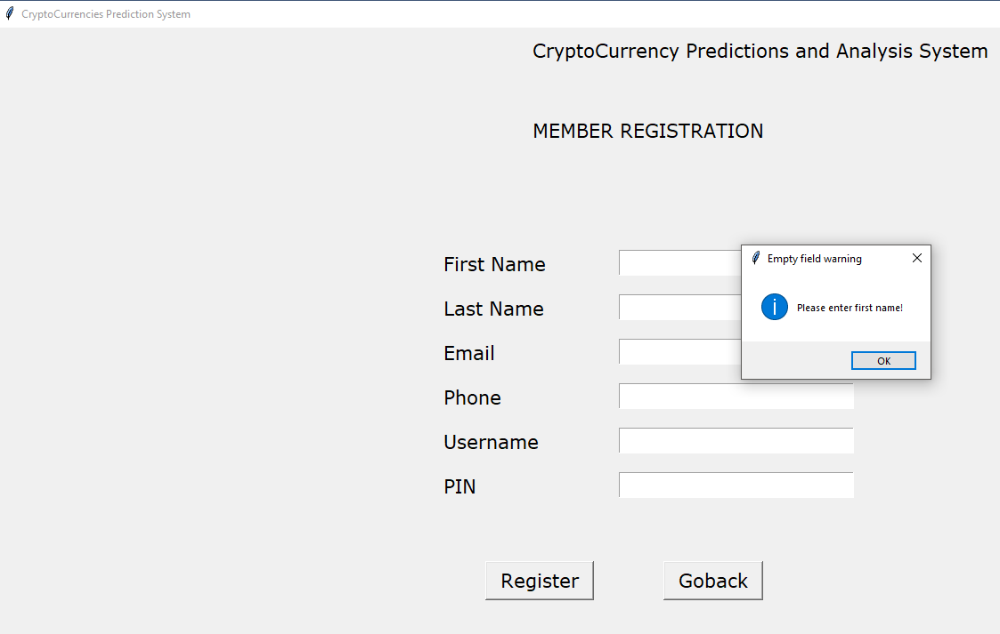 CryptoCurrencies Prediction System
CryptoCurrency Predictions and Analysis System
MEMBER REGISTRATION
First Name
Last Name
Email
Phone
Username
PIN
Empty field warning
Please enter first name!
OK
Register
Goback